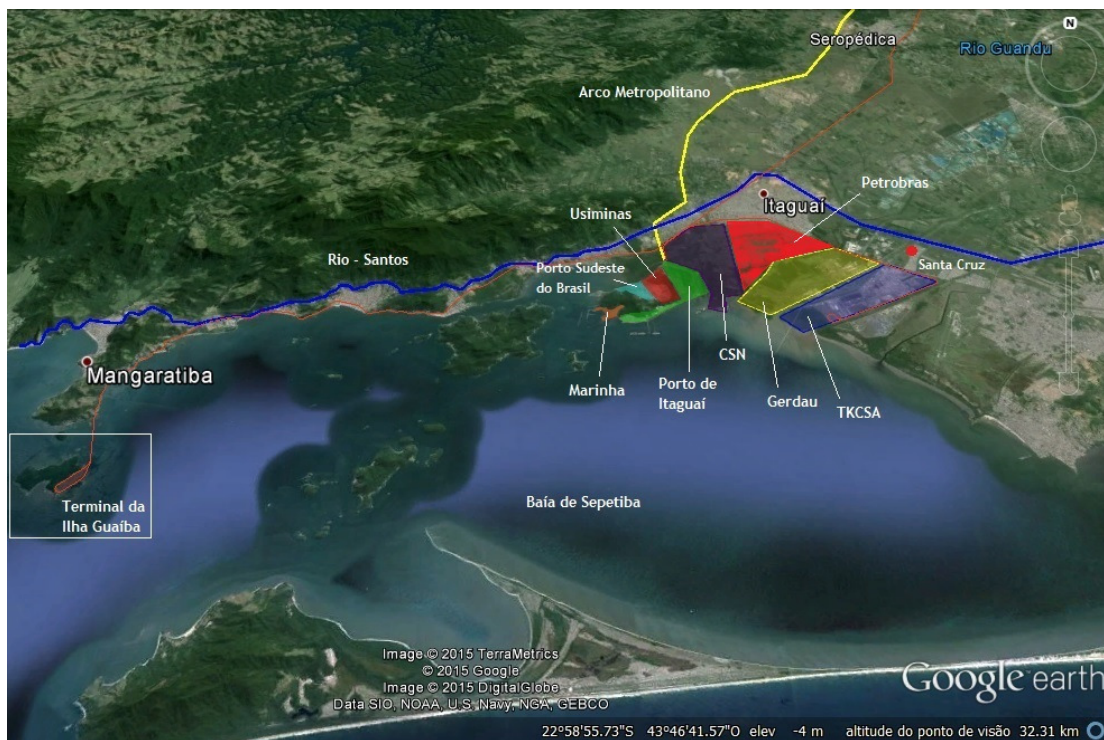 N
Seropédica
Rio Guandu
Arco Metropolitano
Petrobras
Itaguaí
Usiminas
Rio - Santos
Porto Sudeste
do Brasil
Santa Cruz
CSN
Mangaratiba
Marinha
Porto de
Itaguaí
Gerdau
TKCSA
Terminal da
Ilha Guaíba
Baía de Sepetiba
Image © 2015 TerraMetrics
© 2015 Google
Image © 2015 DigitalGlobe
Data SIO, NOAA, U.S. Navy, NGA, GEBCO
Google earth
22°58'55.73"S 43°46'41.57"O elev -4 m altitude do ponto de visão 32.31 km